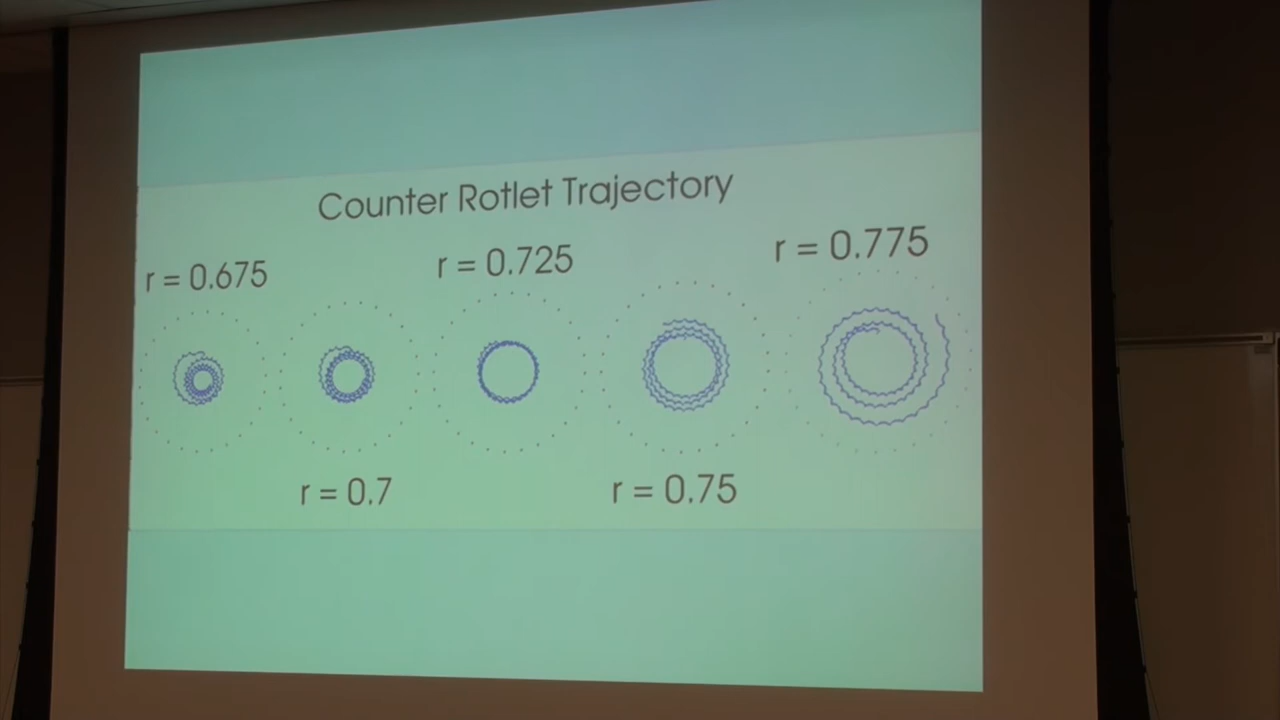 Counter Rotlet Trajectory
r = 0.675
r = 0.725
r = 0.775
r = 0.7
r = 0.75